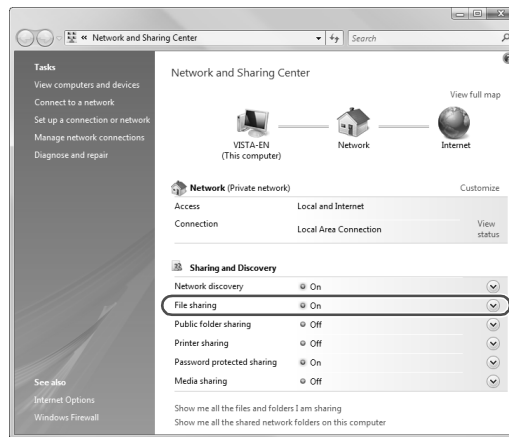 « Network and Sharing Center
Search
Tasks
View computers and devices
Connect to a network
Set up a connection or network
Manage network connections
Diagnose and repair
Network and Sharing Center
View full map
VISTA-EN
(This computer)
Network
Internet
Network (Private network)
Customize
Access Local and Internet
Connection Local Area Connection
View
status
Sharing and Discovery
Network discovery On
File sharing On
Public folder sharing Off
Printer sharing Off
Password protected sharing On
Media sharing Off
See also
Internet Options
Windows Firewall
Show me all the files and folders I am sharing
Show me all the shared network folders on this computer